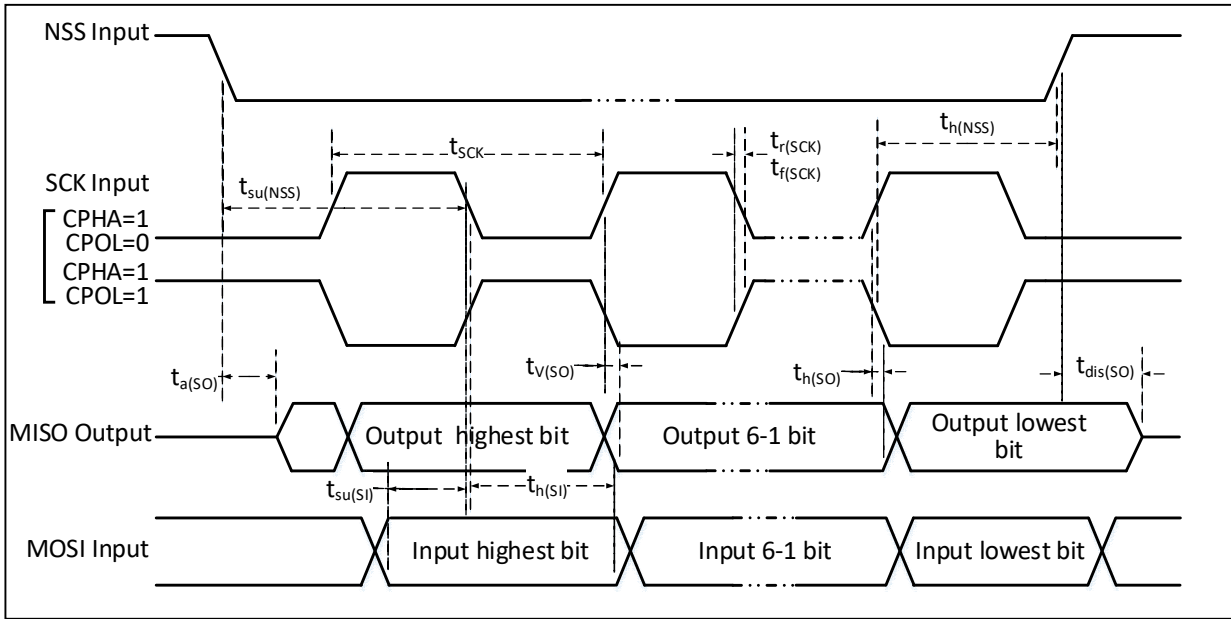 NSS Input
t_SCK
t_r(SCK)
t_f(SCK)
t_h(NSS)
SCK Input
t_su(NSS)
CPHA=1
CPOL=0
CPHA=1
CPOL=1
t_a(SO)
t_V(SO)
t_h(SO)
t_dis(SO)
MISO Output
Output highest bit
Output 6-1 bit
Output lowest
bit
t_su(SI)
t_h(SI)
MOSI Input
Input highest bit
Input 6-1 bit
Input lowest bit